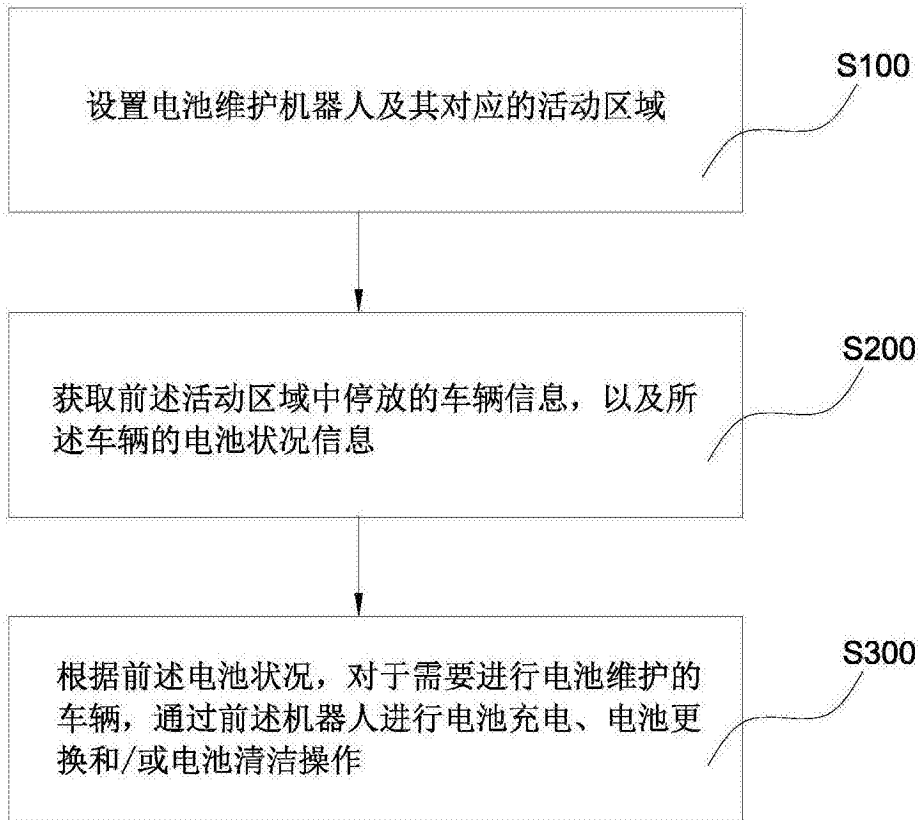 设置电池维护机器人及其对应的活动区域
S100
获取前述活动区域中停放的车辆信息，以及所
述车辆的电池状况信息
S200
根据前述电池状况，对于需要进行电池维护的
车辆，通过前述机器人进行电池充电、电池更
换和/或电池清洁操作
S300